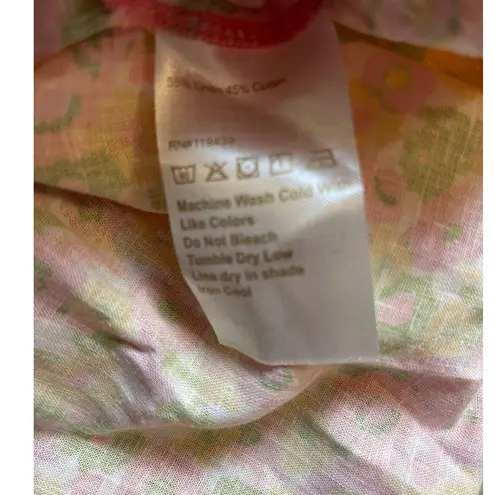 55% Linen 45% Cotton
RN#119439
Machine Wash Cold With
Like Colors
Do Not Bleach
Tumble Dry Low
Line dry in shade
Iron Cool